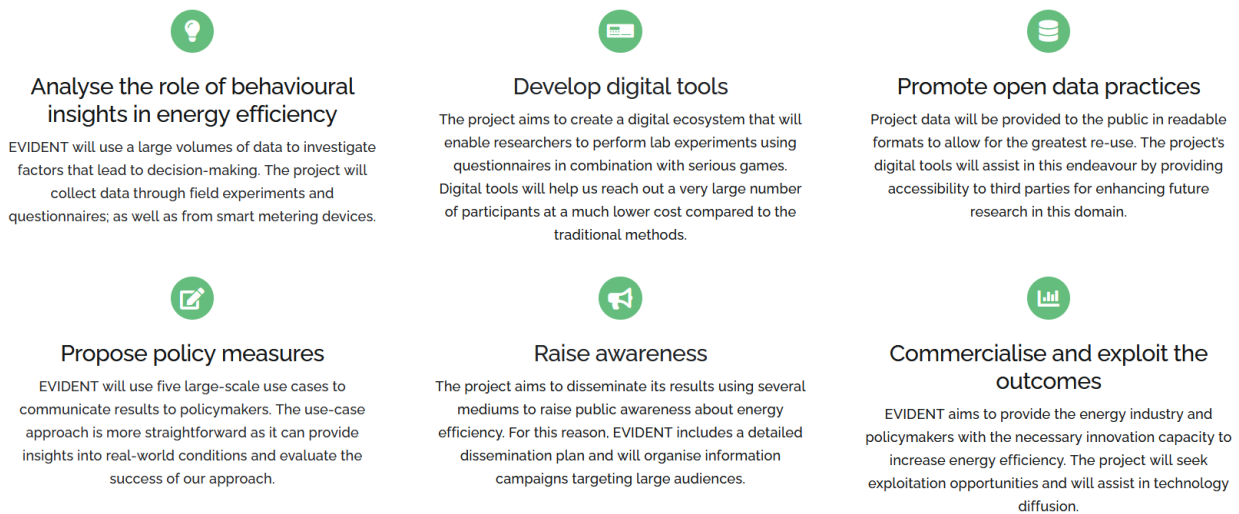 Analyse the role of behavioural
insights in energy efficiency
EVIDENT will use a large volumes of data to investigate
factors that lead to decision-making. The project will
collect data through field experiments and
questionnaires; as well as from smart metering devices.
Develop digital tools
The project aims to create a digital ecosystem that will
enable researchers to perform lab experiments using
questionnaires in combination with serious games.
Digital tools will help us reach out a very large number
of participants at a much lower cost compared to the
traditional methods.
Promote open data practices
Project data will be provided to the public in readable
formats to allow for the greatest re-use. The project's
digital tools will assist in this endeavour by providing
accessibility to third parties for enhancing future
research in this domain.
Propose policy measures
EVIDENT will use five large-scale use cases to
communicate results to policymakers. The use-case
approach is more straightforward as it can provide
insights into real-world conditions and evaluate the
success of our approach.
Raise awareness
The project aims to disseminate its results using several
mediums to raise public awareness about energy
efficiency. For this reason, EVIDENT includes a detailed
dissemination plan and will organise information
campaigns targeting large audiences.
Commercialise and exploit the
outcomes
EVIDENT aims to provide the energy industry and
policymakers with the necessary innovation capacity to
increase energy efficiency. The project will seek
exploitation opportunities and will assist in technology
diffusion.